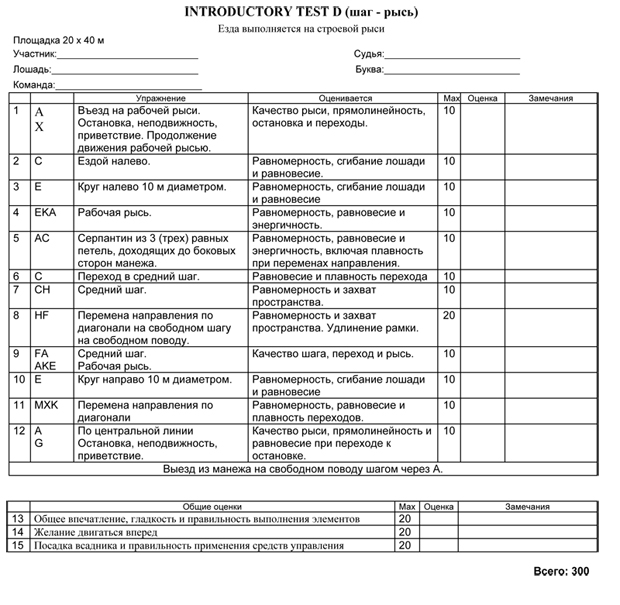 INTRODUCTORY TEST D (шаг - рысь)
Езда выполняется на строевой рыси
Площадка 20 х 40 м
Участник: Судья:
Лошадь: Буква:
Команда:
Упражнение Оценивается Max Оценка Замечания
1 A Въезд на рабочей рыси. Качество рыси, прямолинейность, 10
X Остановка, неподвижность, остановка и переходы.
приветствие. Продолжение
движения рабочей рысью.
2 C Ездой налево. Равномерность, сгибание лошади 10
и равновесие.
3 E Круг налево 10 м диаметром. Равномерность, сгибание лошади 10
и равновесие
4 EKA Рабочая рысь. Равномерность, равновесие и 10
энергичность.
5 AC Серпантин из 3 (трех) равных Равномерность, равновесие и 10
петель, доходящих до боковых энергичность, включая плавность
сторон манежа. при переменах направления.
6 C Переход в средний шаг. Равновесие и плавность перехода 10
7 CH Средний шаг. Равномерность и захват 10
пространства.
8 HF Перемена направления по Равномерность и захват 20
диагонали на свободном шагу пространства. Удлинение рамки.
на свободном поводу.
9 FA Средний шаг. Качество шага, переход и рысь. 10
AKE Рабочая рысь.
10 E Круг направо 10 м диаметром. Равномерность, сгибание лошади 10
и равновесие
11 MXK Перемена направления по Равномерность, равновесие и 10
диагонали плавность переходов.
12 A По центральной линии Качество рыси, прямолинейность и 10
G Остановка, неподвижность, равновесие при переходе к
приветствие. остановке.
Выезд из манежа на свободном поводу шагом через А.
Общие оценки Max Оценка Замечания
13 Общее впечатление, гладкость и правильность выполнения элементов 20
14 Желание двигаться вперед 20
15 Посадка всадника и правильность применения средств управления 20
Всего: 300